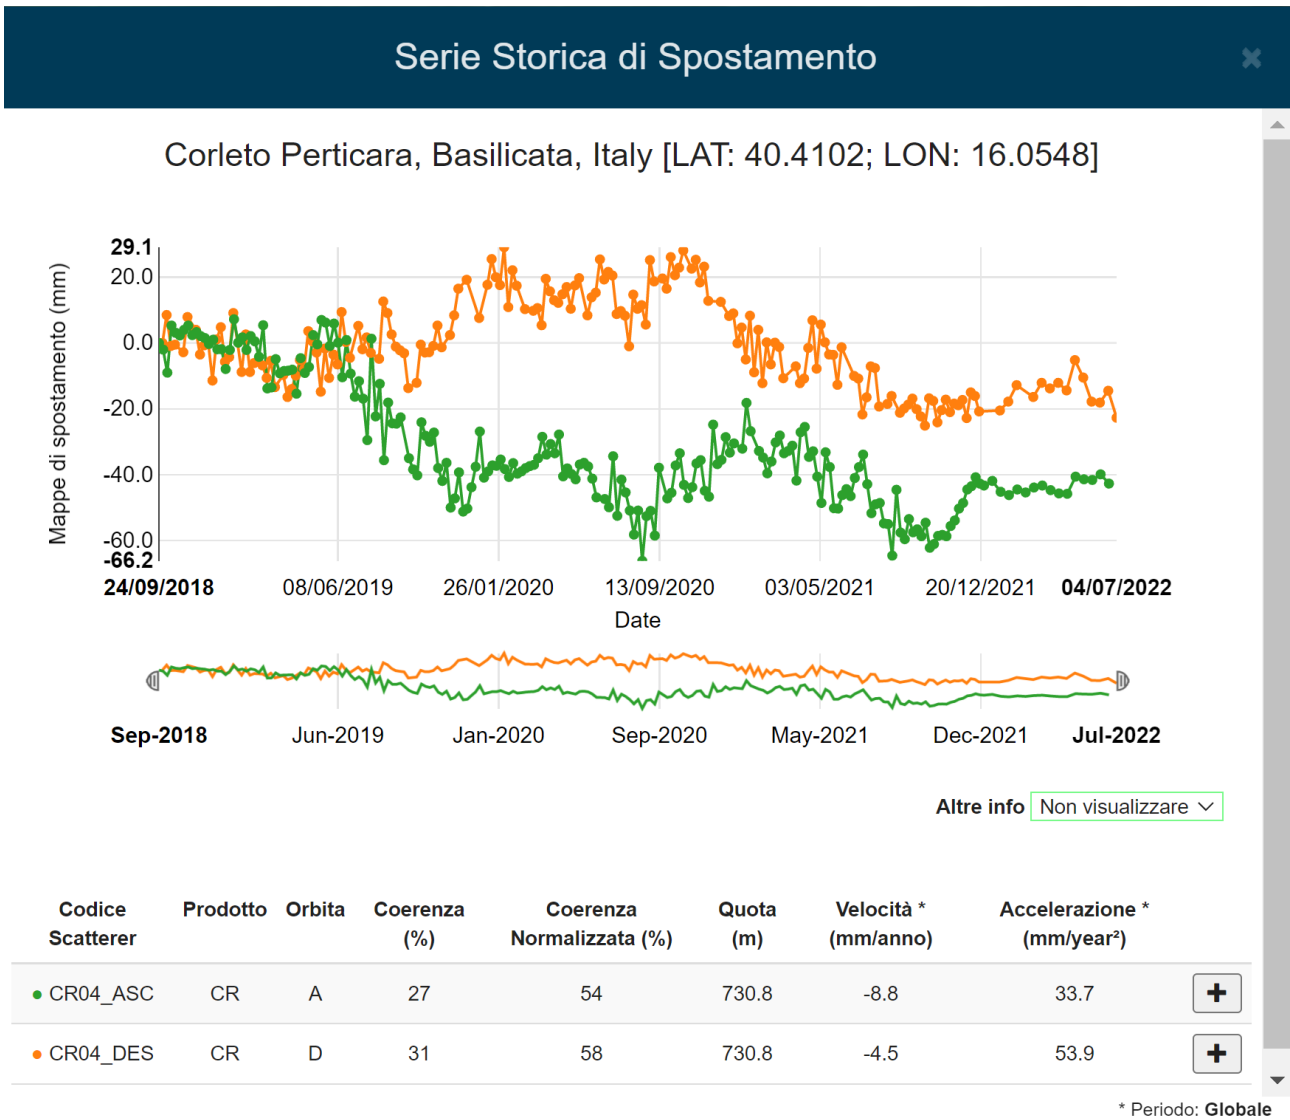 Serie Storica di Spostamento
Corleto Perticara, Basilicata, Italy [LAT: 40.4102; LON: 16.0548]
Mappe di spostamento (mm)
29.1
20.0
0.0
-20.0
-40.0
-60.0
-66.2
24/09/2018 08/06/2019 26/01/2020 13/09/2020 03/05/2021 20/12/2021 04/07/2022
Date
Sep-2018 Jun-2019 Jan-2020 Sep-2020 May-2021 Dec-2021 Jul-2022
Altre info Non visualizzare
Codice Prodotto Orbita Coerenza Coerenza Quota Velocità * Accelerazione *
Scatterer (%) Normalizzata (%) (m) (mm/anno) (mm/year²)
CR04_ASC CR A 27 54 730.8 -8.8 33.7
CR04_DES CR D 31 58 730.8 -4.5 53.9
* Periodo: Globale